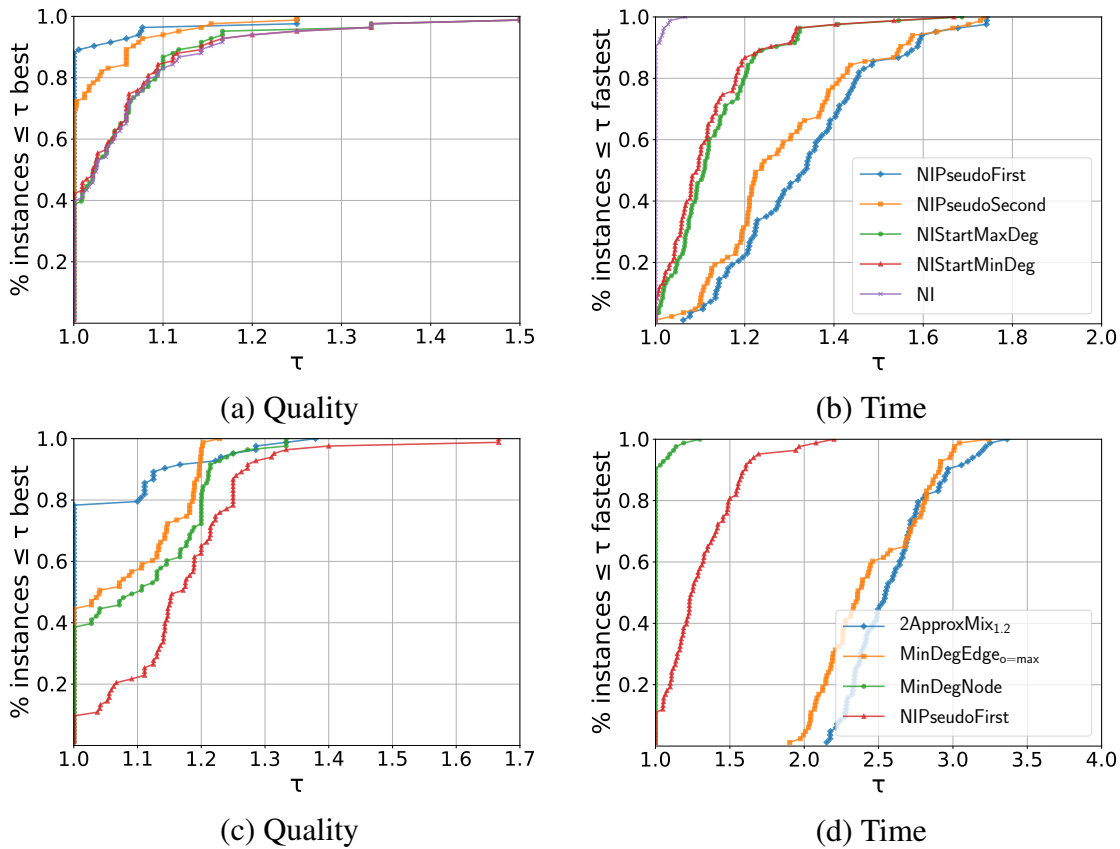 % instances ≤ τ best
1.0
0.8
0.6
0.4
0.2
1.0 1.1 1.2 1.3 1.4 1.5
τ
(a) Quality
% instances ≤ τ fastest
1.0
0.8
0.6
0.4
0.2
NIPseudoFirst
NIPseudoSecond
NIStartMaxDeg
NIStartMinDeg
NI
1.0 1.2 1.4 1.6 1.8 2.0
τ
(b) Time
% instances ≤ τ best
1.0
0.8
0.6
0.4
0.2
1.0 1.1 1.2 1.3 1.4 1.5 1.6 1.7
τ
(c) Quality
% instances ≤ τ fastest
1.0
0.8
0.6
0.4
0.2
2ApproxMix1.2
MinDegEdgeo=max
MinDegNode
NIPseudoFirst
1.0 1.5 2.0 2.5 3.0 3.5 4.0
τ
(d) Time